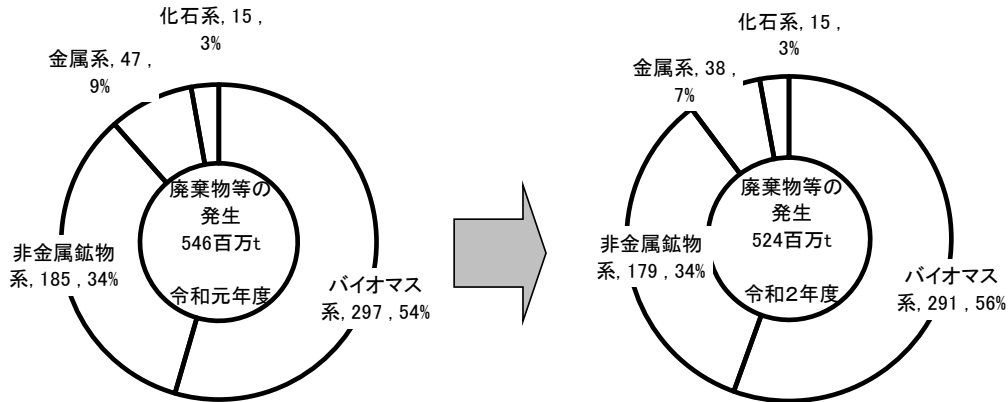 化石系, 15 ,
3%
金属系, 47 ,
9%
廃棄物等の
発生
546百万t
令和元年度
非金属鉱物
系, 185 , 34%
バイオマス
系, 297 , 54%
化石系, 15 ,
3%
金属系, 38 ,
7%
廃棄物等の
発生
524百万t
令和2年度
非金属鉱物
系, 179 , 34%
バイオマス
系, 291 , 56%